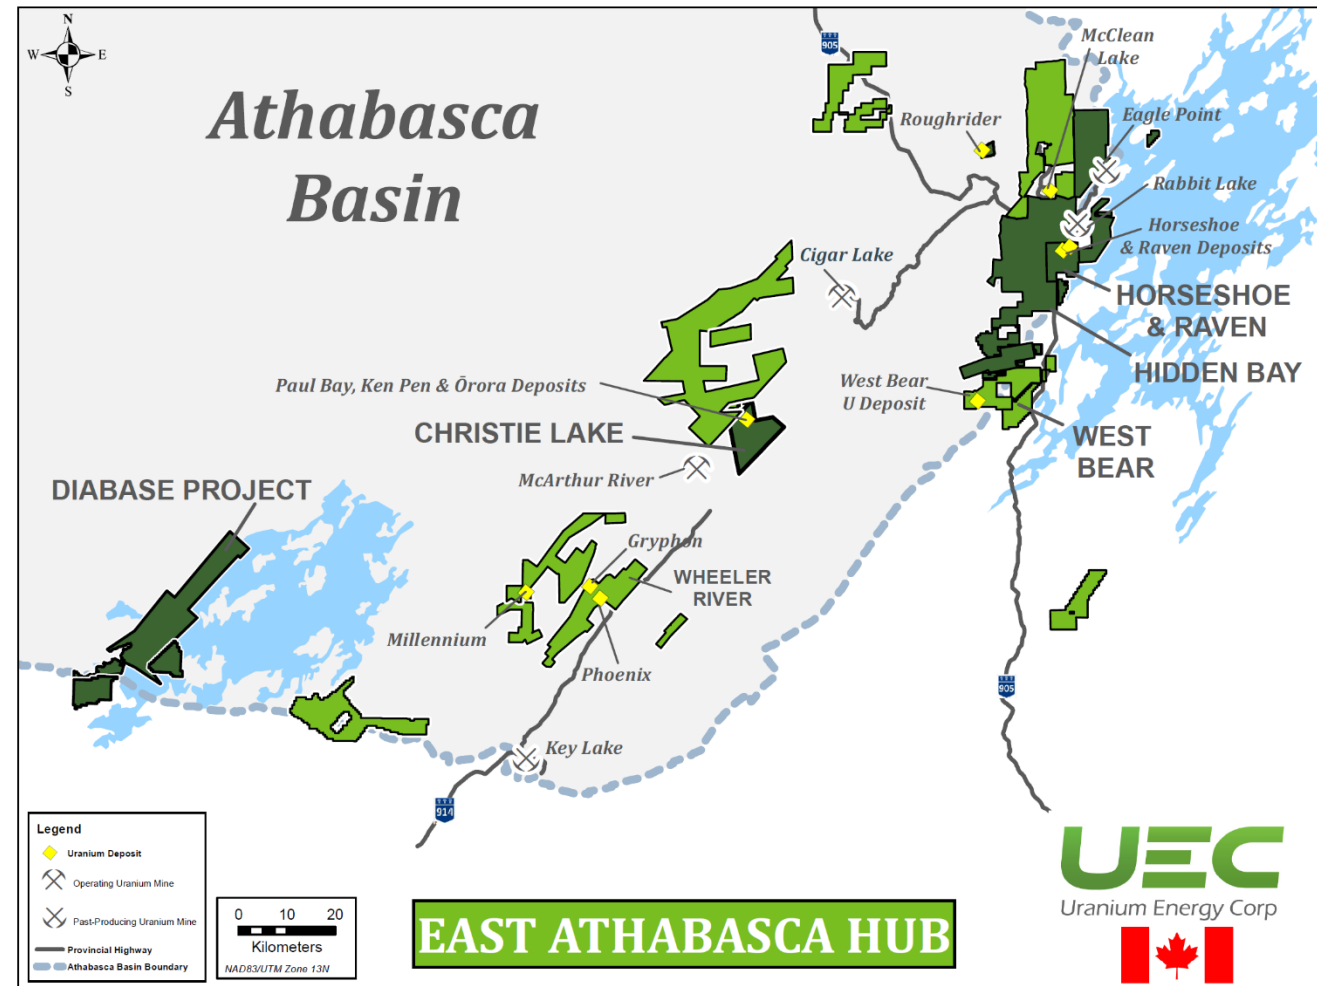 N
W
E
S
Athabasca
Basin
905
McClean
Lake
Roughrider
Eagle Point
Rabbit Lake
Horseshoe
& Raven Deposits
Cigar Lake
HORSESHOE
& RAVEN
HIDDEN BAY
Paul Bay, Ken Pen & Ōrora Deposits
West Bear
U Deposit
CHRISTIE LAKE
WEST
BEAR
McArthur River
DIABASE PROJECT
Gryphon
WHEELER
RIVER
Millennium
Phoenix
905
Key Lake
914
Legend
Uranium Deposit
Operating Uranium Mine
Past-Producing Uranium Mine
Provincial Highway
Athabasca Basin Boundary
0 10 20
Kilometers
NAD83/UTM Zone 13N
EAST ATHABASCA HUB
UEC
Uranium Energy Corp